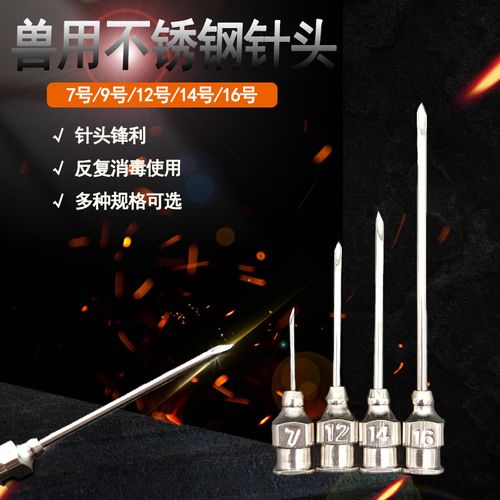 兽用不锈钢针头
7号/9号/12号/14号/16号
√ 针头锋利
√ 反复消毒使用
√ 多种规格可选
7 12 14 16